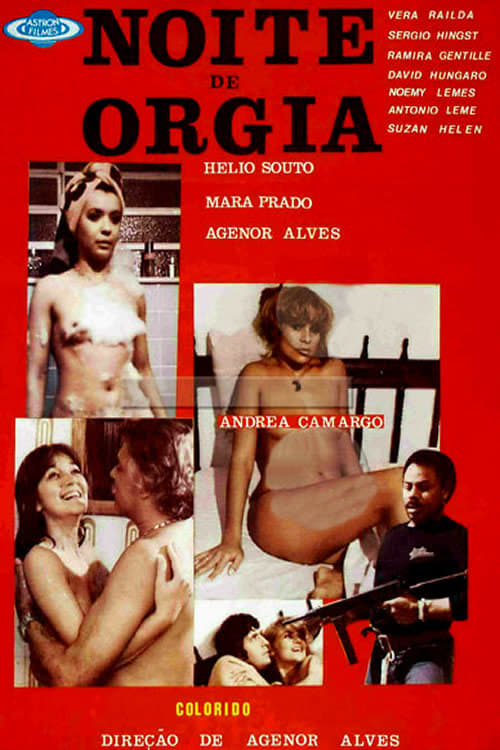 ASTRON
FILMES
NOITE
DE
ORGIA
VERA RAILDA
SERGIO HINGST
RAMIRA GENTILLE
DAVID HUNGARO
NOEMY LEMES
ANTONIO LEME
SUZAN HELEN
HELIO SOUTO
MARA PRADO
AGENOR ALVES
ANDREA CAMARGO
COLORIDO
DIREÇÃO DE AGENOR ALVES